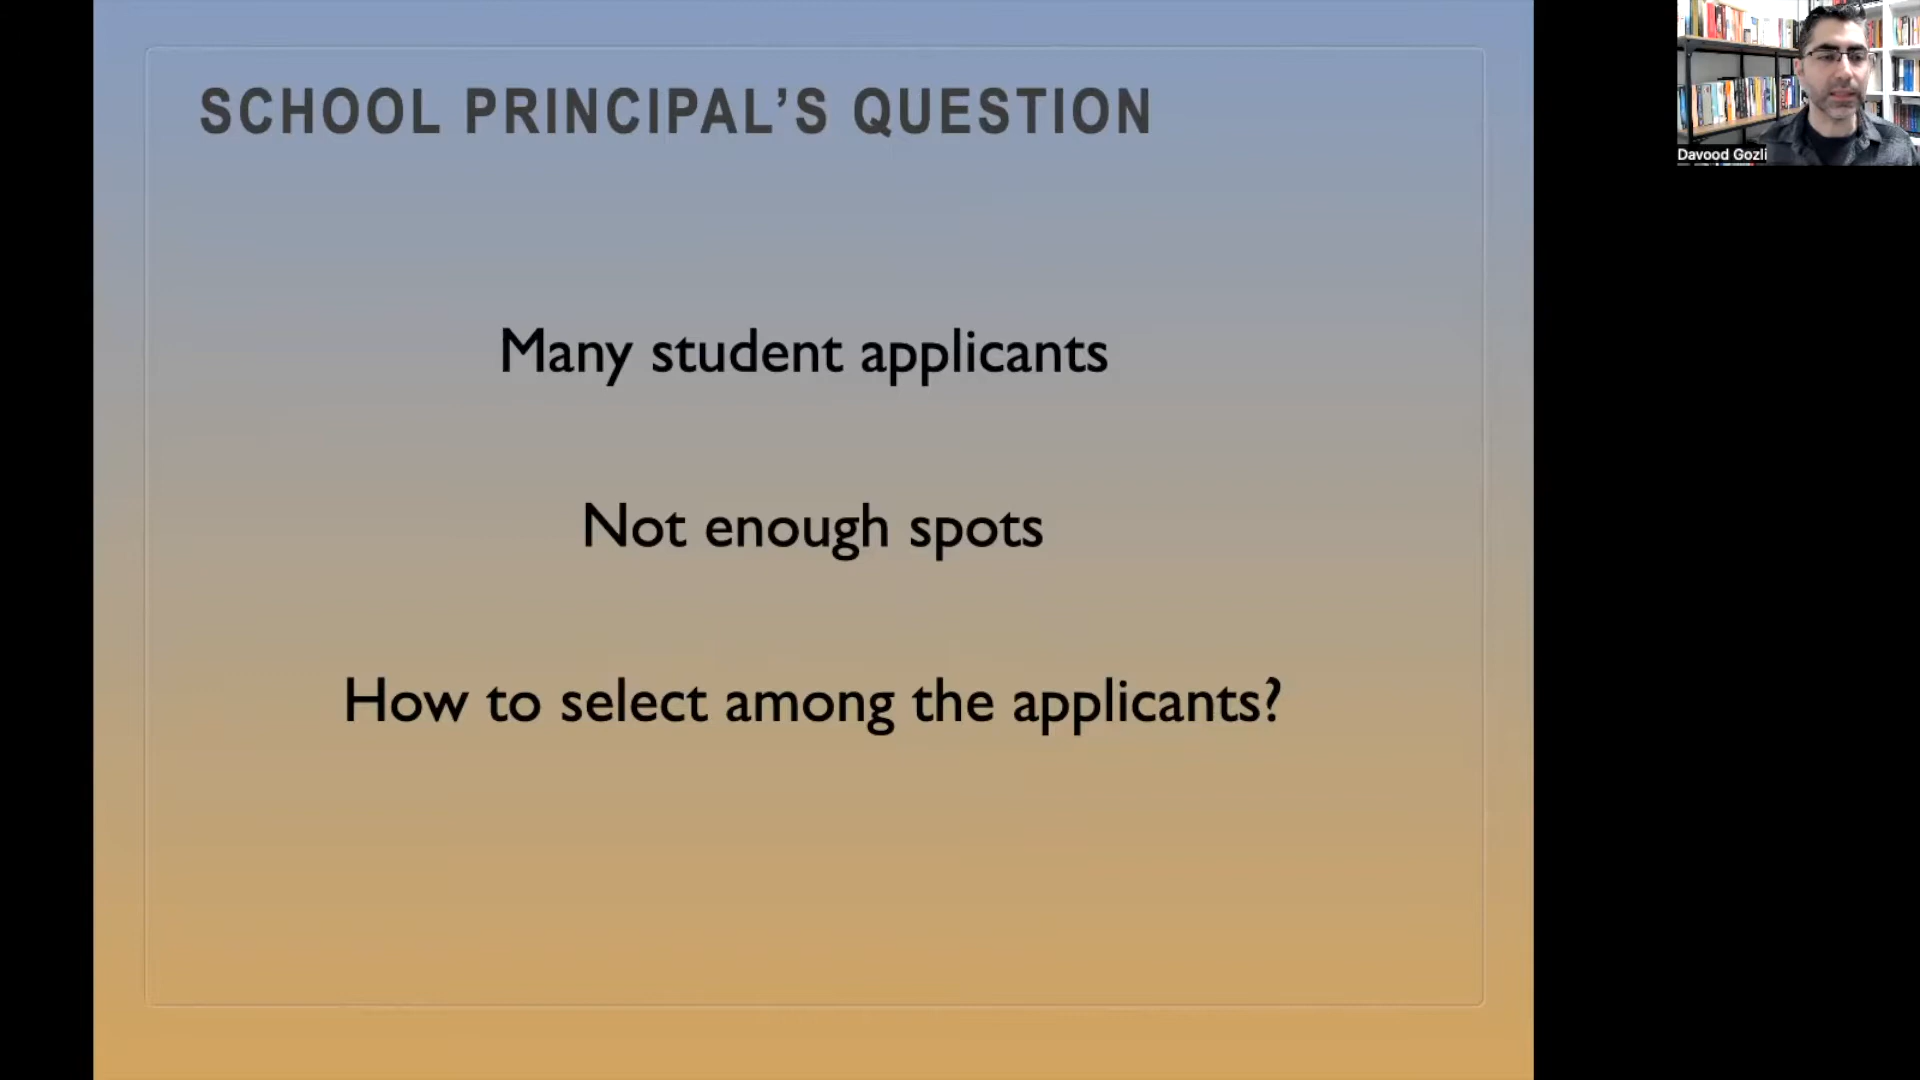 SCHOOL PRINCIPAL’S QUESTION
Many student applicants
Not enough spots
How to select among the applicants?
Davood Gozli